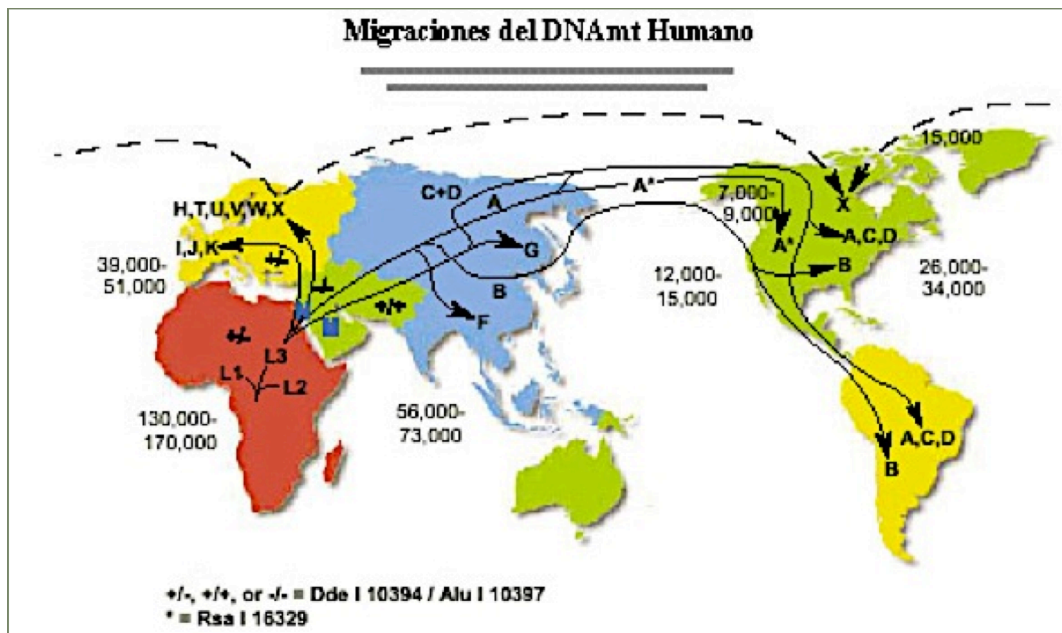 Migraciones del DNAmt Humano
15,000
C+D
A
A*
7,000-
9,000
X
H,T,U,V,W,X
I,J,K
G
A*
A,C,D
+/-
B
39,000-
51,000
12,000-
15,000
26,000-
34,000
B
+/+
F
+/-
L3
L1
L2
130,000-
170,000
56,000-
73,000
A,C,D
B
+/-, +/+, or -/- = Dde I 10394 / Alu I 10397
* = Rsa I 16329